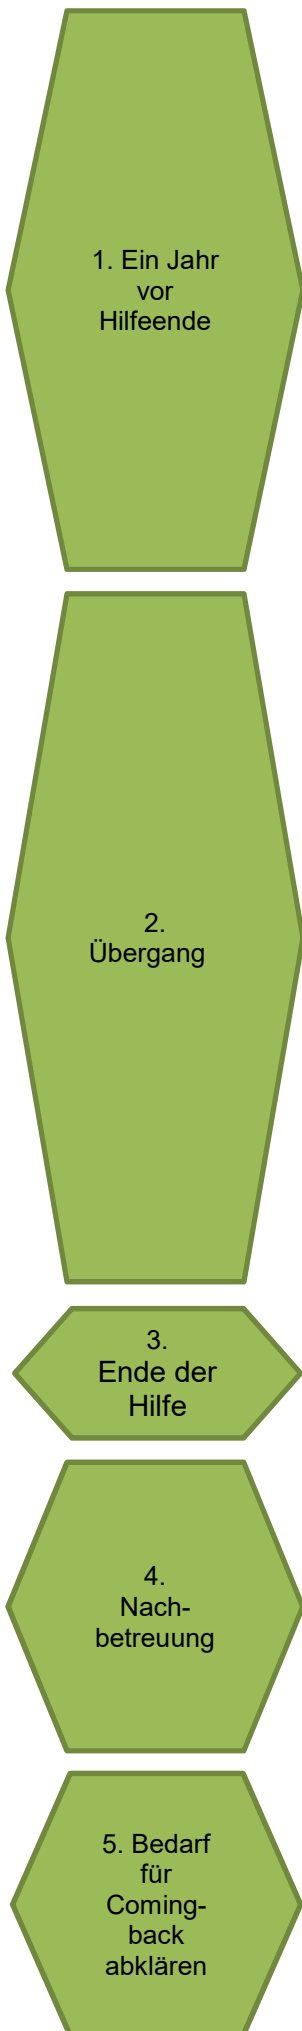 1. Ein Jahr
vor
Hilfeende
2.
Übergang
3.
Ende der
Hilfe
4.
Nach-
betreuung
5. Bedarf
für
Coming-
back
abklären